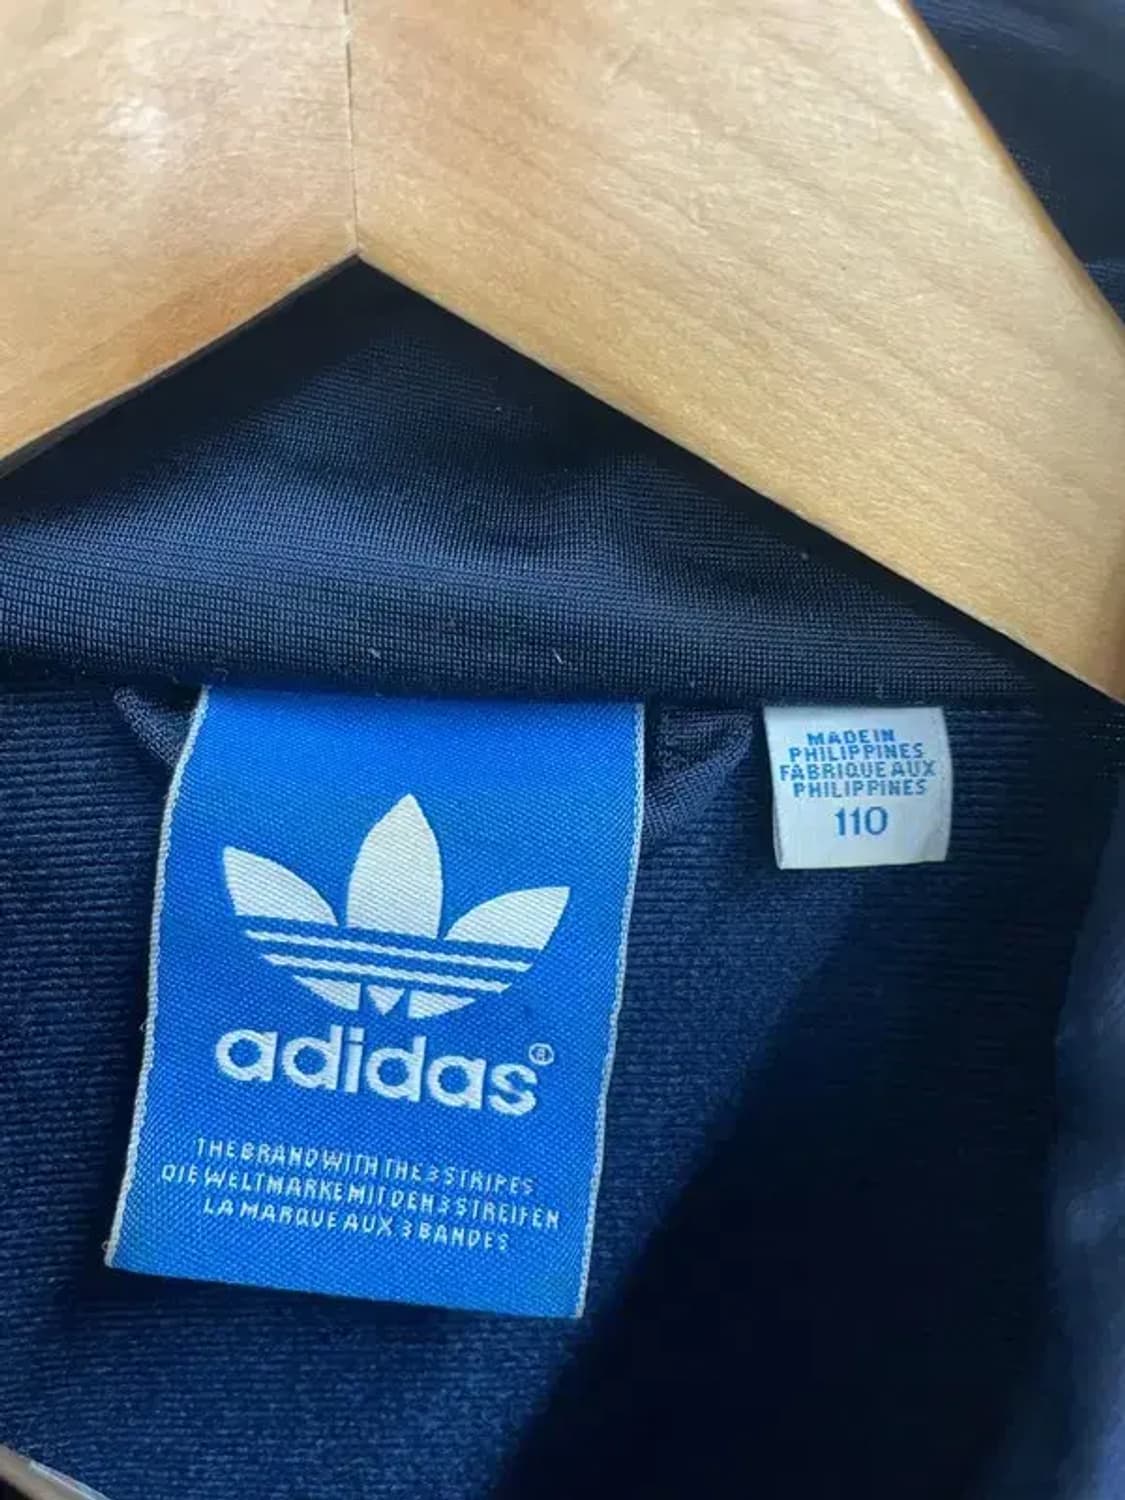 MADE IN
PHILIPPINES
FABRIQUE AUX
PHILIPPINES
110
adidas®
THE BRAND WITH THE 3 STRIPES
DIE WELTMARKE MIT DEN 3 STREIFEN
LA MARQUE AUX 3 BANDES